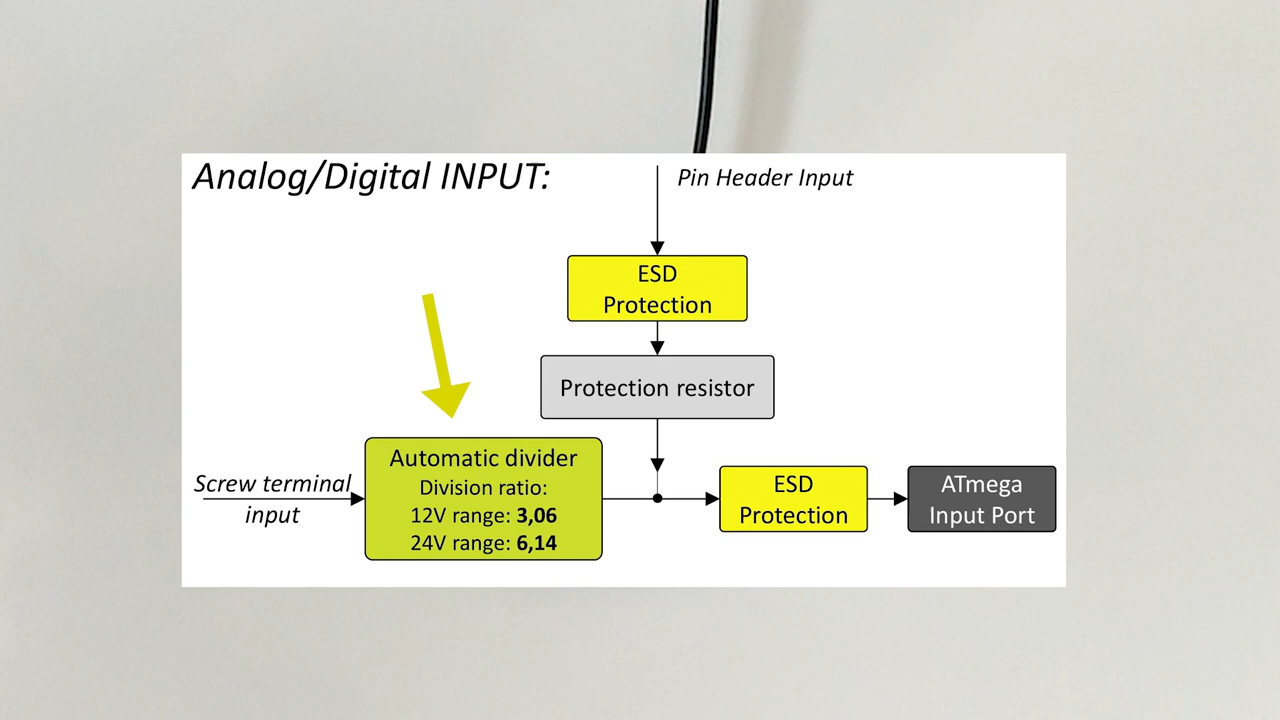 Analog/Digital INPUT:
Pin Header Input
ESD
Protection
Protection resistor
Screw terminal
input
Automatic divider
Division ratio:
12V range: 3,06
24V range: 6,14
ESD
Protection
ATmega
Input Port